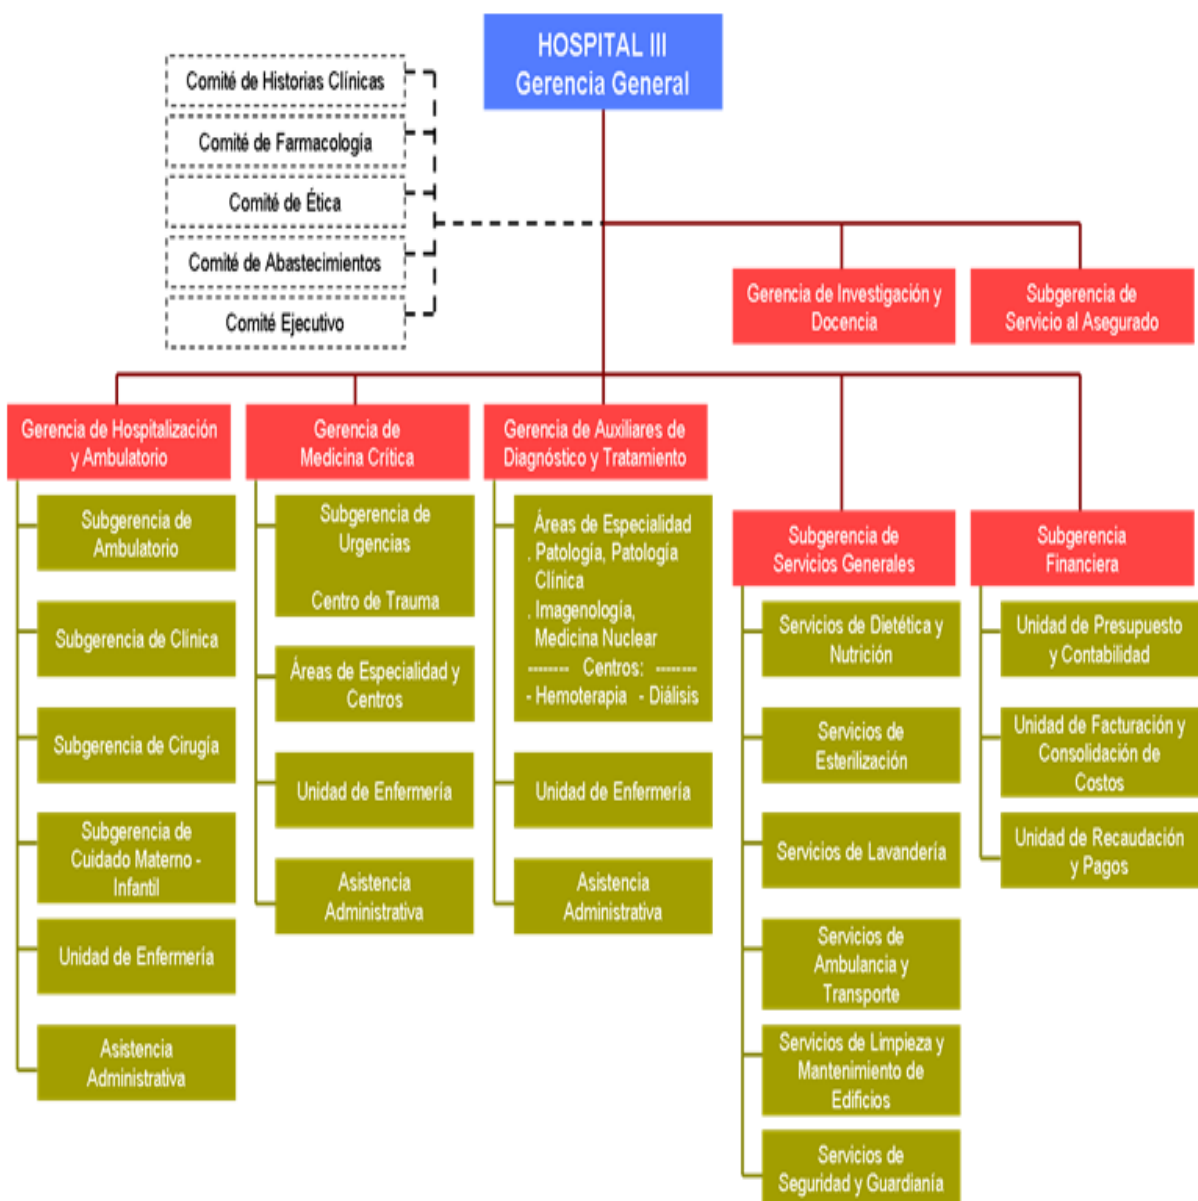 HOSPITAL III
Gerencia General
Comité de Historias Clínicas
Comité de Farmacología
Comité de Ética
Comité de Abastecimientos
Comité Ejecutivo
Gerencia de Investigación y
Docencia
Subgerencia de
Servicio al Asegurado
Gerencia de Hospitalización
y Ambulatorio
Gerencia de
Medicina Crítica
Gerencia de Auxiliares de
Diagnóstico y Tratamiento
Subgerencia de
Servicios Generales
Subgerencia
Financiera
Subgerencia de
Ambulatorio
Subgerencia de Clínica
Subgerencia de Cirugía
Subgerencia de
Cuidado Materno -
Infantil
Unidad de Enfermería
Asistencia
Administrativa
Subgerencia de
Urgencias
Centro de Trauma
Áreas de Especialidad y
Centros
Unidad de Enfermería
Asistencia
Administrativa
Áreas de Especialidad
. Patología, Patología
Clínica
. Imagenología,
Medicina Nuclear
-------- Centros: --------
- Hemoterapia - Diálisis
Unidad de Enfermería
Asistencia
Administrativa
Servicios de Dietética y
Nutrición
Servicios de
Esterilización
Servicios de Lavandería
Servicios de
Ambulancia y
Transporte
Servicios de Limpieza y
Mantenimiento de
Edificios
Servicios de
Seguridad y Guardianía
Unidad de Presupuesto
y Contabilidad
Unidad de Facturación y
Consolidación de
Costos
Unidad de Recaudación
y Pagos